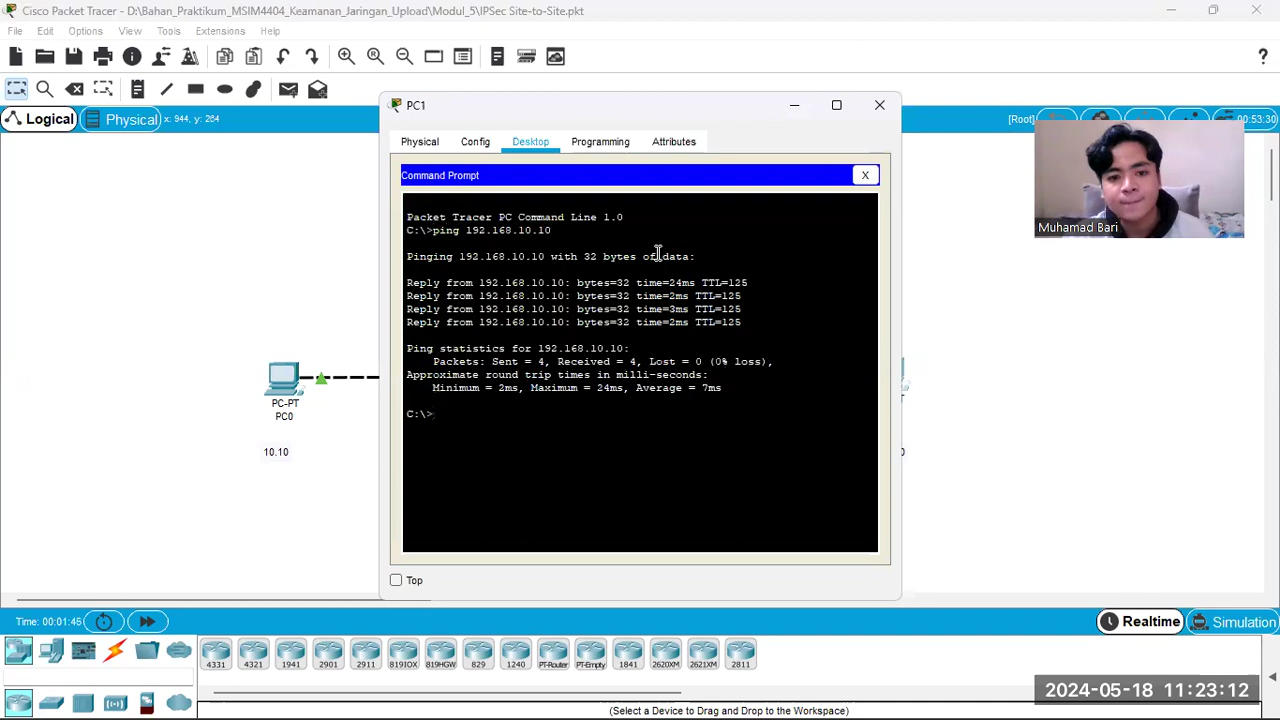 Cisco Packet Tracer - D:\Bahan_Praktikum_MSIM4404_Keamanan_Jaringan_Upload\Modul_5\IPSec Site-to-Site.pkt
File Edit Options View Tools Extensions Help
?
Logical Physical x: 944, y: 284 [Root] 00:53:30
PC1
Physical Config Desktop Programming Attributes
Command Prompt X
Packet Tracer PC Command Line 1.0
C:\>ping 192.168.10.10
Pinging 192.168.10.10 with 32 bytes of data:
Reply from 192.168.10.10: bytes=32 time=24ms TTL=125
Reply from 192.168.10.10: bytes=32 time=2ms TTL=125
Reply from 192.168.10.10: bytes=32 time=3ms TTL=125
Reply from 192.168.10.10: bytes=32 time=2ms TTL=125
Ping statistics for 192.168.10.10:
Packets: Sent = 4, Received = 4, Lost = 0 (0% loss),
Approximate round trip times in milli-seconds:
Minimum = 2ms, Maximum = 24ms, Average = 7ms
C:\>
Muhamad Bari
PC-PT
PC0
10.10
Top
Time: 00:01:45 Realtime Simulation
4331 4321 1941 2901 2911 819IOX 819HGW 829 1240 PT-Router PT-Empty 1841 2620XM 2621XM 2811
2024-05-18 11:23:12
(Select a Device to Drag and Drop to the Workspace)